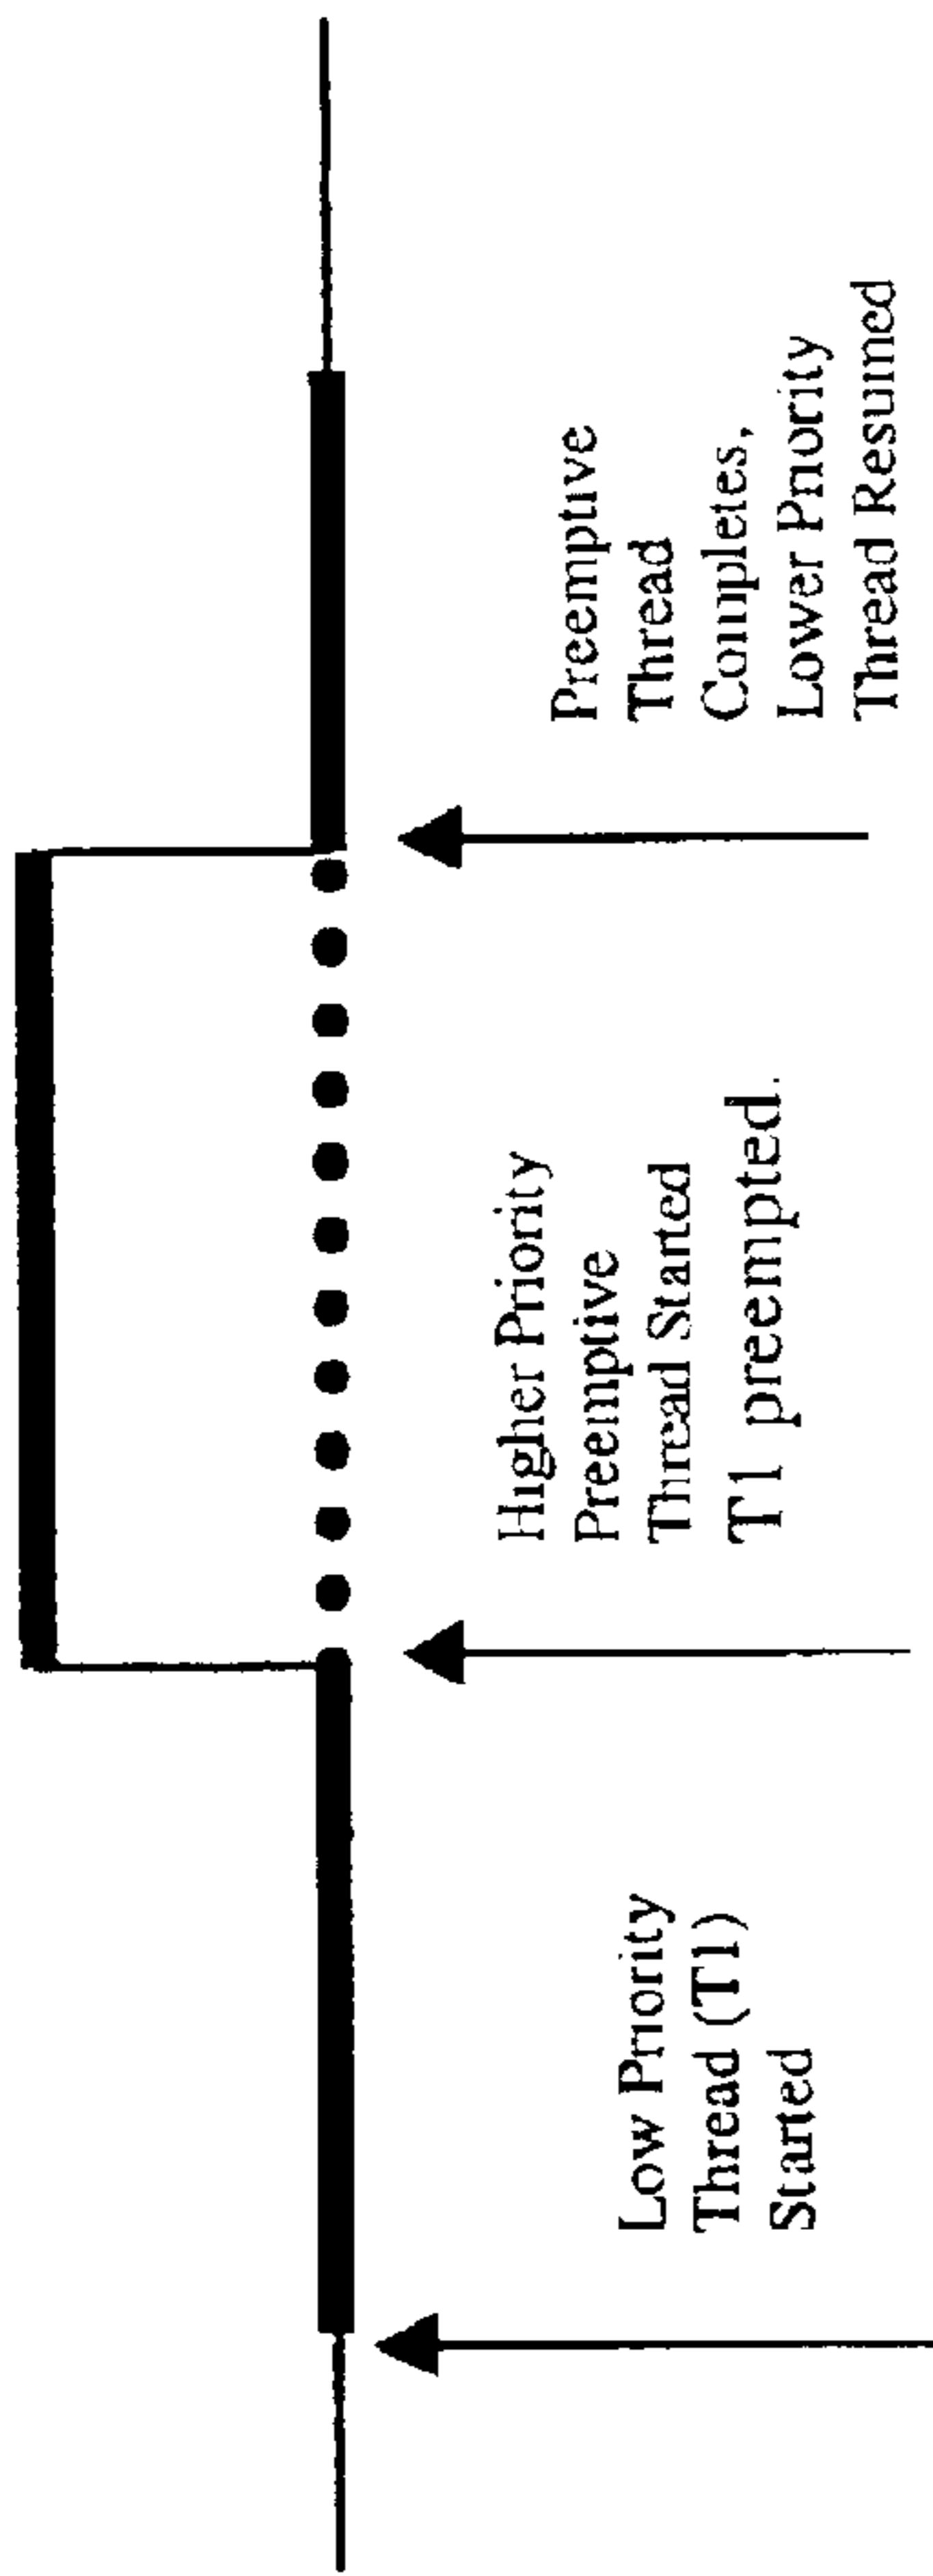 Low Priority
Thread (T1)
Started
Higher Priority
Preemptive
Thread Started
T1 preempted.
Preemptive
Thread
Completes,
Lower Priority
Thread Resumed